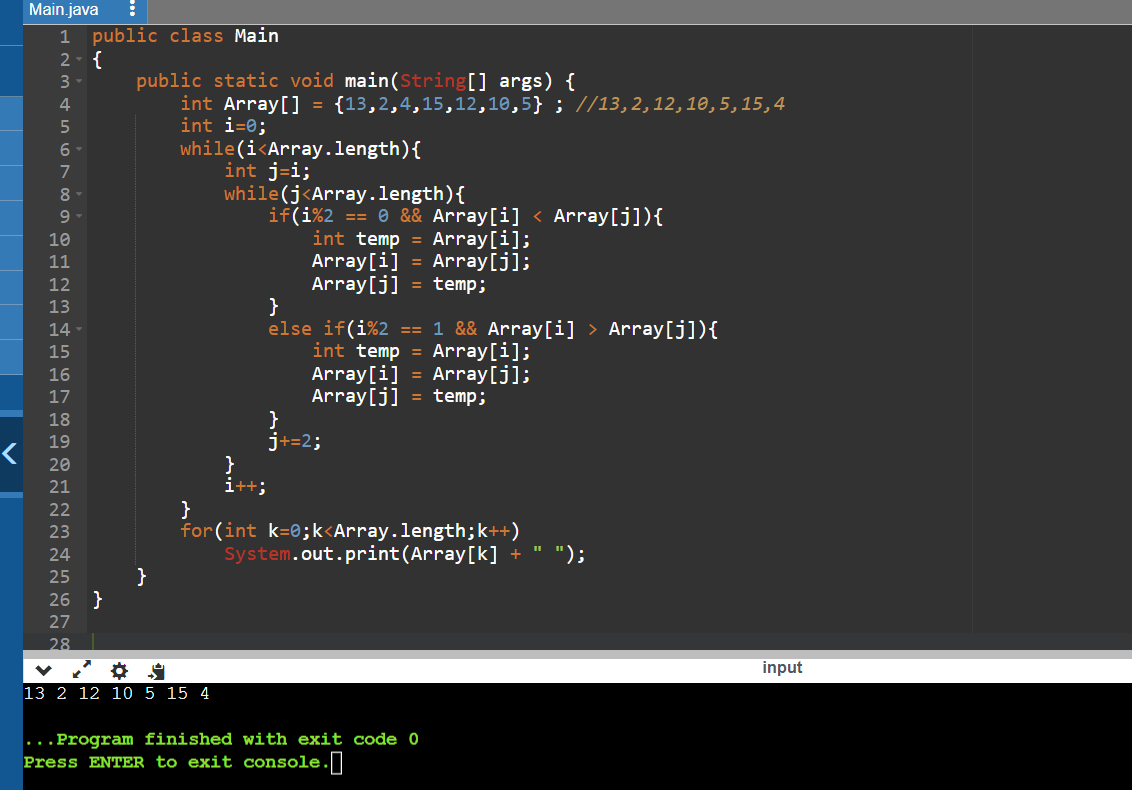 Main.java
1 public class Main
2 {
3     public static void main(String[] args) {
4         int Array[] = {13,2,4,15,12,10,5} ; //13,2,12,10,5,15,4
5         int i=0;
6         while(i<Array.length){
7             int j=i;
8             while(j<Array.length){
9                 if(i%2 == 0 && Array[i] < Array[j]){
10                     int temp = Array[i];
11                     Array[i] = Array[j];
12                     Array[j] = temp;
13                 }
14                 else if(i%2 == 1 && Array[i] > Array[j]){
15                     int temp = Array[i];
16                     Array[i] = Array[j];
17                     Array[j] = temp;
18                 }
19                 j+=2;
20             }
21             i++;
22         }
23         for(int k=0;k<Array.length;k++)
24             System.out.print(Array[k] + " ");
25     }
26 }
27
28
input
13 2 12 10 5 15 4
...Program finished with exit code 0
Press ENTER to exit console.